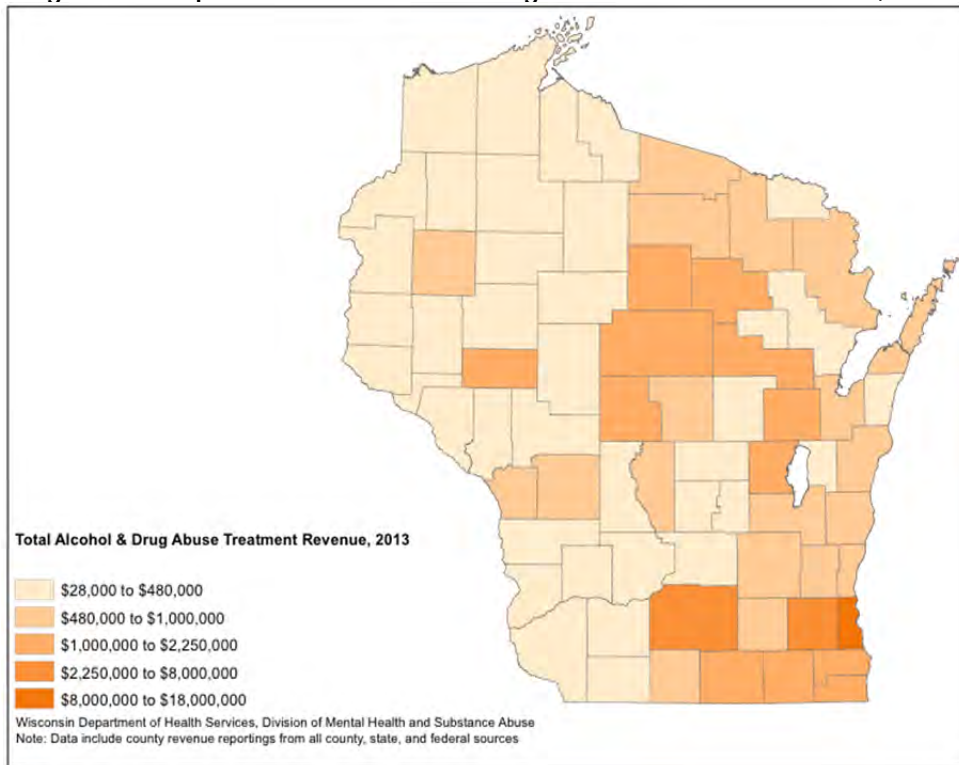 Total Alcohol & Drug Abuse Treatment Revenue, 2013
$28,000 to $480,000
$480,000 to $1,000,000
$1,000,000 to $2,250,000
$2,250,000 to $8,000,000
$8,000,000 to $18,000,000
Wisconsin Department of Health Services, Division of Mental Health and Substance Abuse
Note: Data include county revenue reportings from all county, state, and federal sources